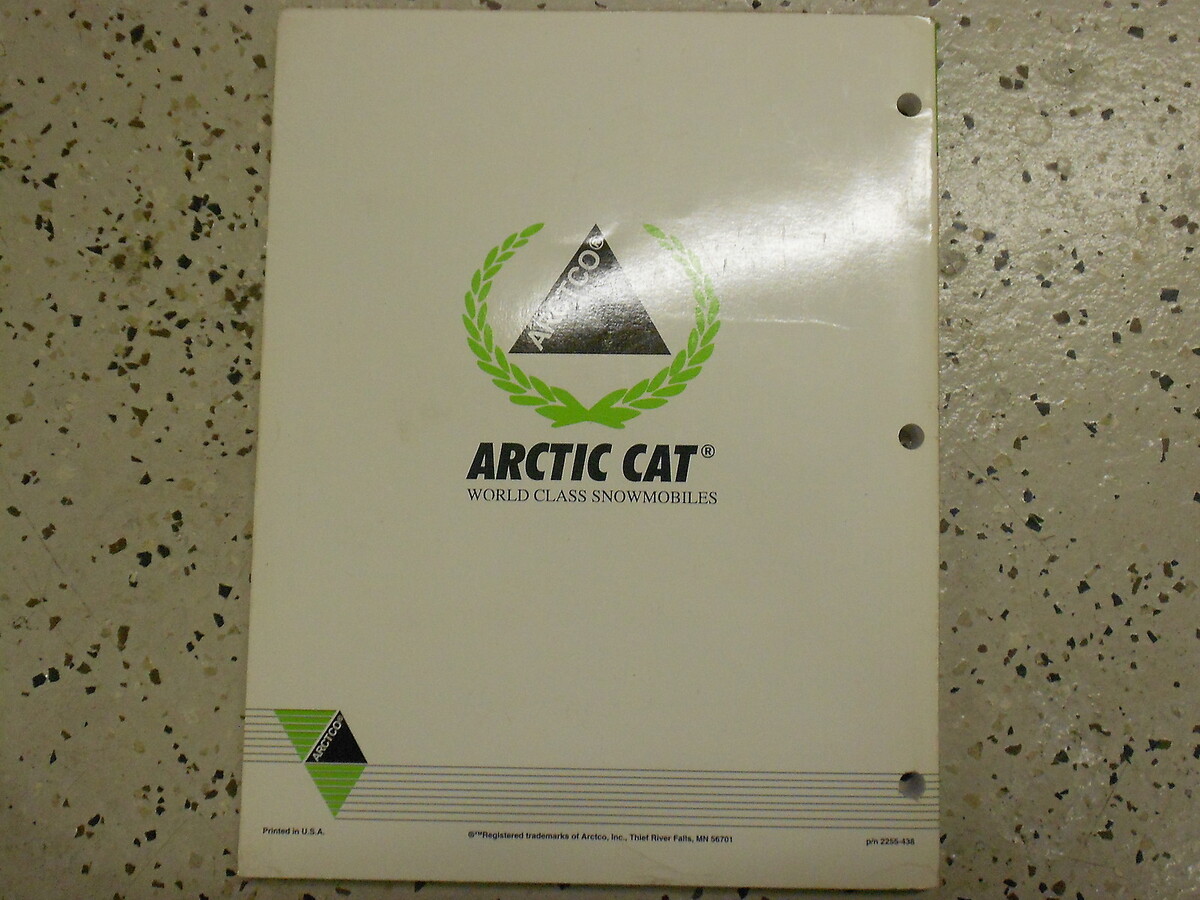 ARCTCO®
ARCTIC CAT®
WORLD CLASS SNOWMOBILES
ARCTCO®
Printed in U.S.A.
®™Registered trademarks of Arctco, Inc., Thief River Falls, MN 56701
p/n 2255-438